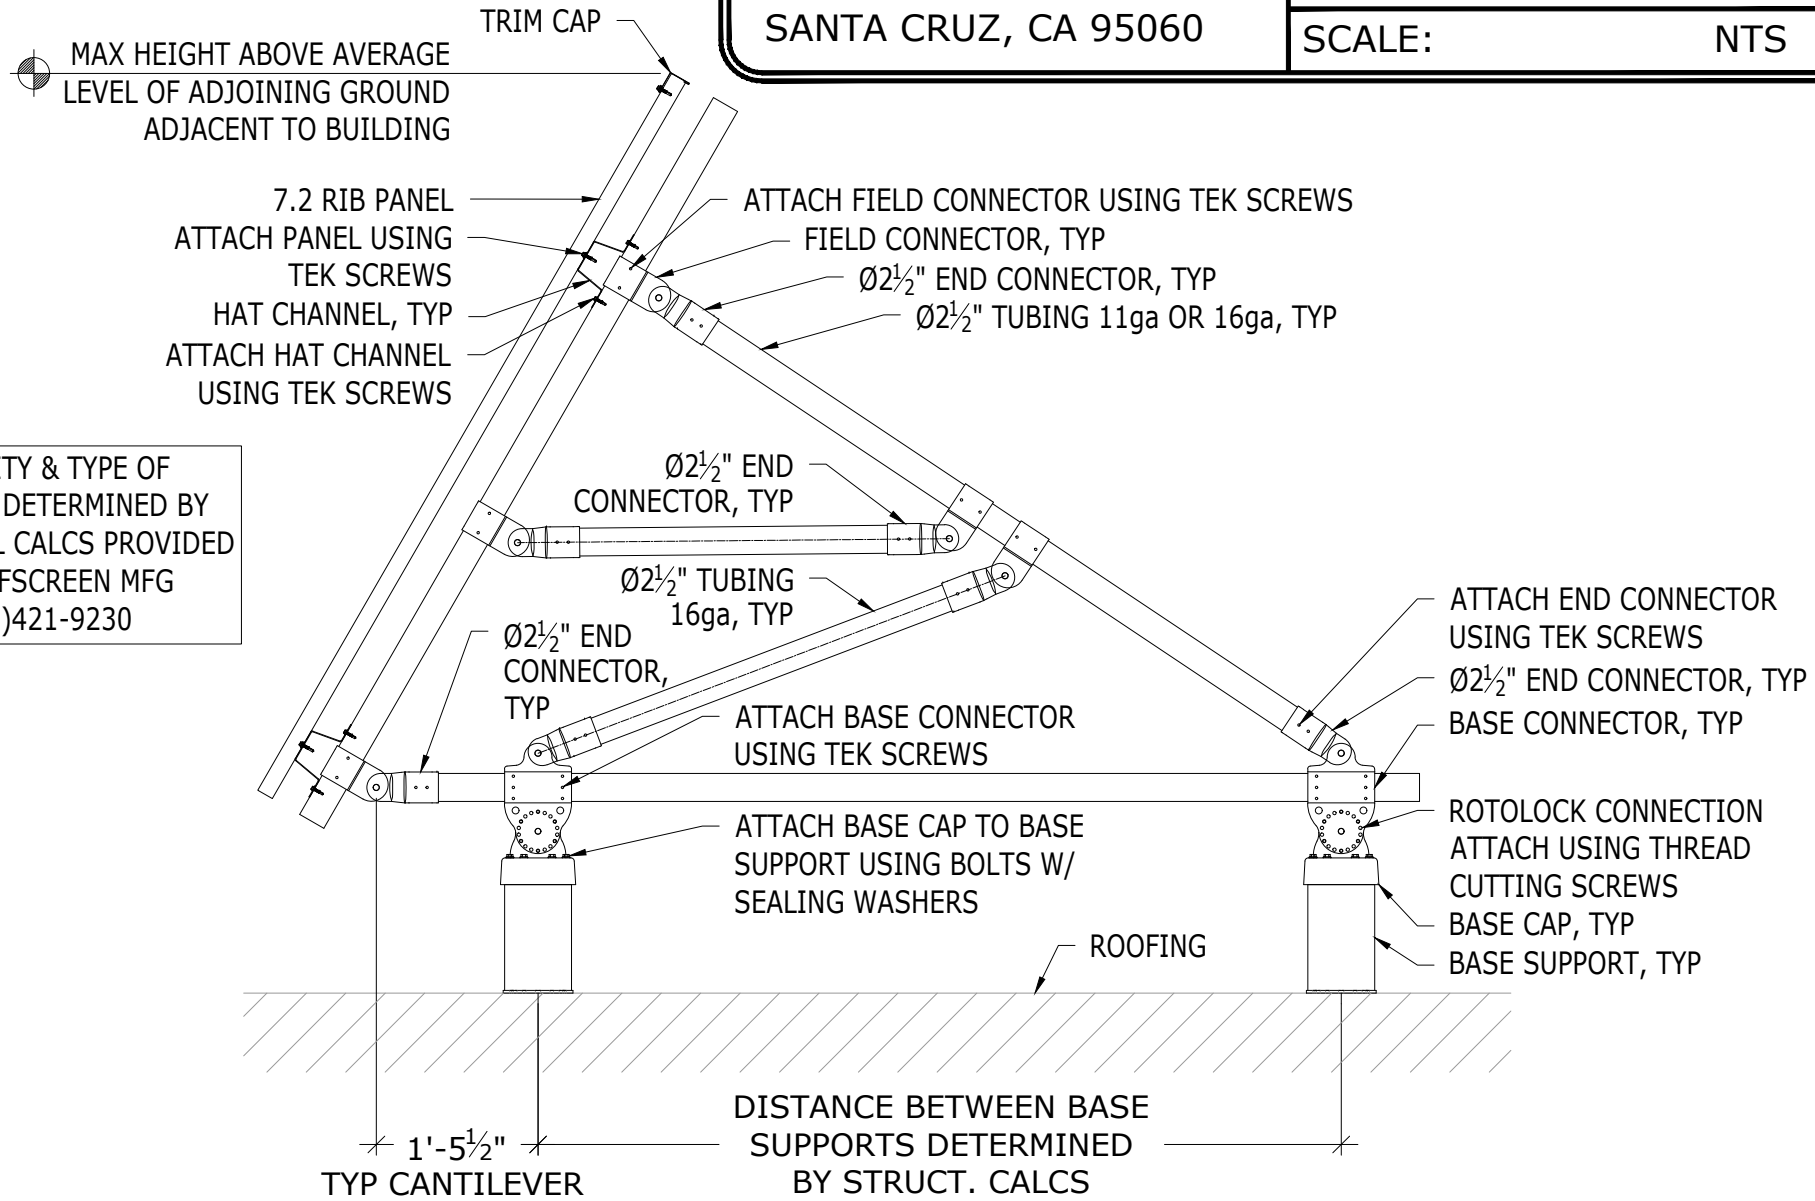 SANTA CRUZ, CA 95060
SCALE: NTS
TRIM CAP
MAX HEIGHT ABOVE AVERAGE
LEVEL OF ADJOINING GROUND
ADJACENT TO BUILDING
7.2 RIB PANEL
ATTACH PANEL USING
TEK SCREWS
HAT CHANNEL, TYP
ATTACH HAT CHANNEL
USING TEK SCREWS
ATTACH FIELD CONNECTOR USING TEK SCREWS
FIELD CONNECTOR, TYP
Ø2½" END CONNECTOR, TYP
Ø2½" TUBING 11ga OR 16ga, TYP
ITY & TYPE OF
DETERMINED BY
L CALCS PROVIDED
FSCREEN MFG
)421-9230
Ø2½" END
CONNECTOR, TYP
Ø2½" TUBING
16ga, TYP
Ø2½" END
CONNECTOR,
TYP
ATTACH BASE CONNECTOR
USING TEK SCREWS
ATTACH BASE CAP TO BASE
SUPPORT USING BOLTS W/
SEALING WASHERS
ATTACH END CONNECTOR
USING TEK SCREWS
Ø2½" END CONNECTOR, TYP
BASE CONNECTOR, TYP
ROTOLOCK CONNECTION
ATTACH USING THREAD
CUTTING SCREWS
BASE CAP, TYP
BASE SUPPORT, TYP
ROOFING
1'-5½"
TYP CANTILEVER
DISTANCE BETWEEN BASE
SUPPORTS DETERMINED
BY STRUCT. CALCS